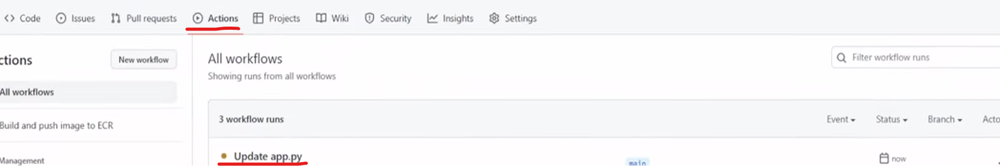 Code Issues Pull requests Actions Projects Wiki Security Insights Settings
ctions New workflow
All workflows
Build and push image to ECR
Management
All workflows
Showing runs from all workflows
Filter workflow runs
3 workflow runs Event Status Branch Acto
Update app.py main now